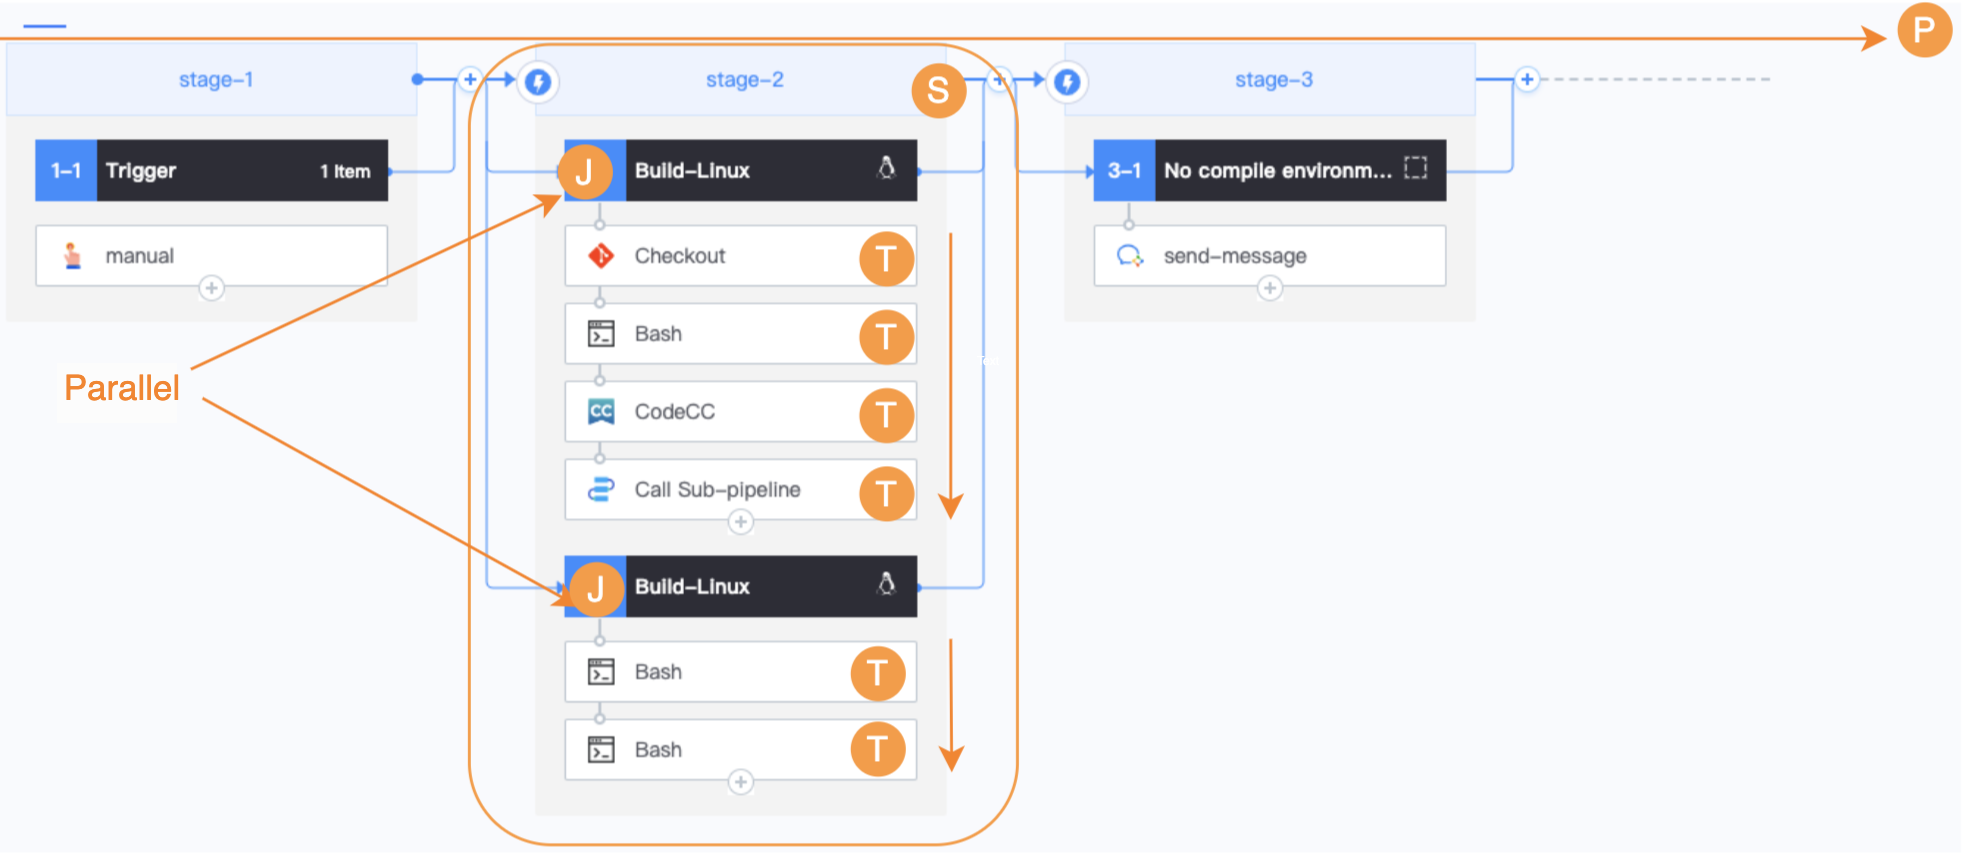 P
stage-1
stage-2
S
stage-3
1-1 Trigger 1 Item
manual
J Build-Linux
Checkout T
Bash T
CodeCC T
Call Sub-pipeline T
J Build-Linux
Bash T
Bash T
3-1 No compile environm...
send-message
Parallel